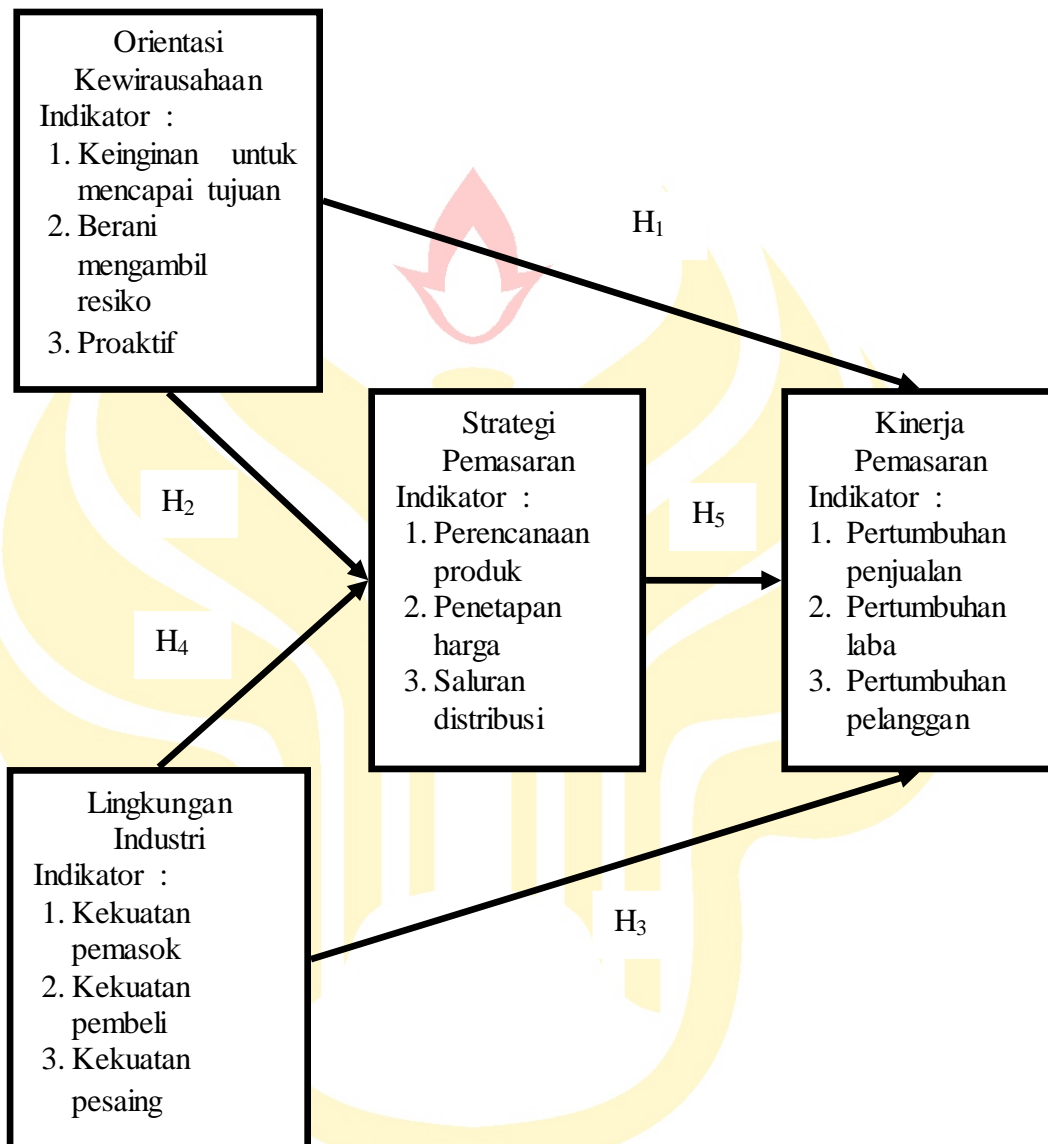 Orientasi
Kewirausahaan
Indikator :
1. Keinginan untuk
mencapai tujuan
2. Berani
mengambil
resiko
3. Proaktif
H₁
H₂
H₄
Strategi
Pemasaran
Indikator :
1. Perencanaan
produk
2. Penetapan
harga
3. Saluran
distribusi
H₅
Kinerja
Pemasaran
Indikator :
1. Pertumbuhan
penjualan
2. Pertumbuhan
laba
3. Pertumbuhan
pelanggan
Lingkungan
Industri
Indikator :
1. Kekuatan
pemasok
2. Kekuatan
pembeli
3. Kekuatan
pesaing
H₃